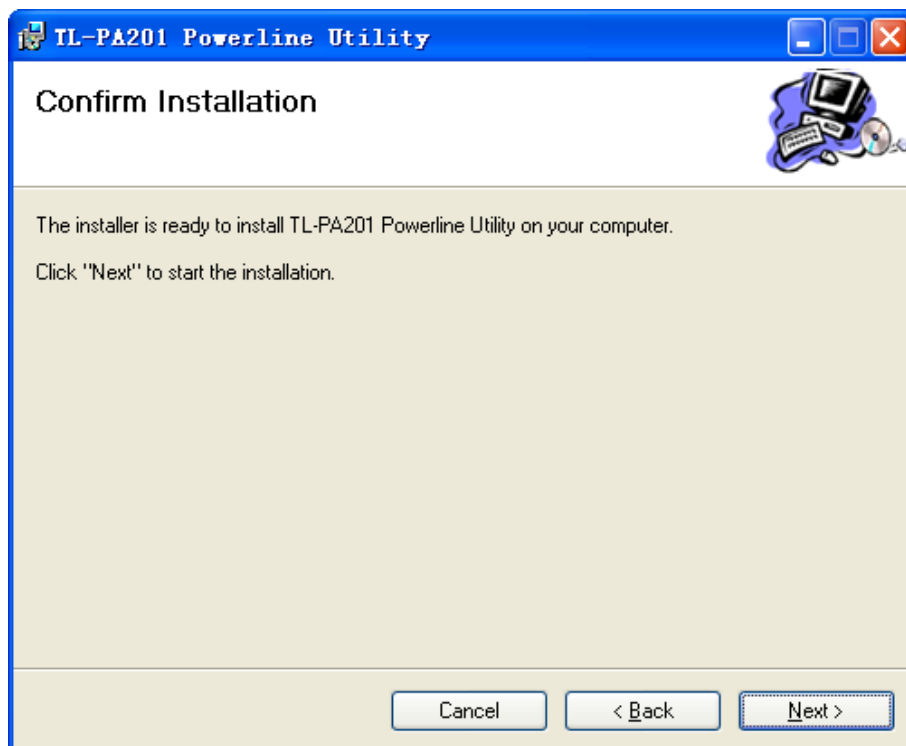 TL-PA201 Powerline Utility
Confirm Installation
The installer is ready to install TL-PA201 Powerline Utility on your computer.
Click "Next" to start the installation.
Cancel
< Back
Next >